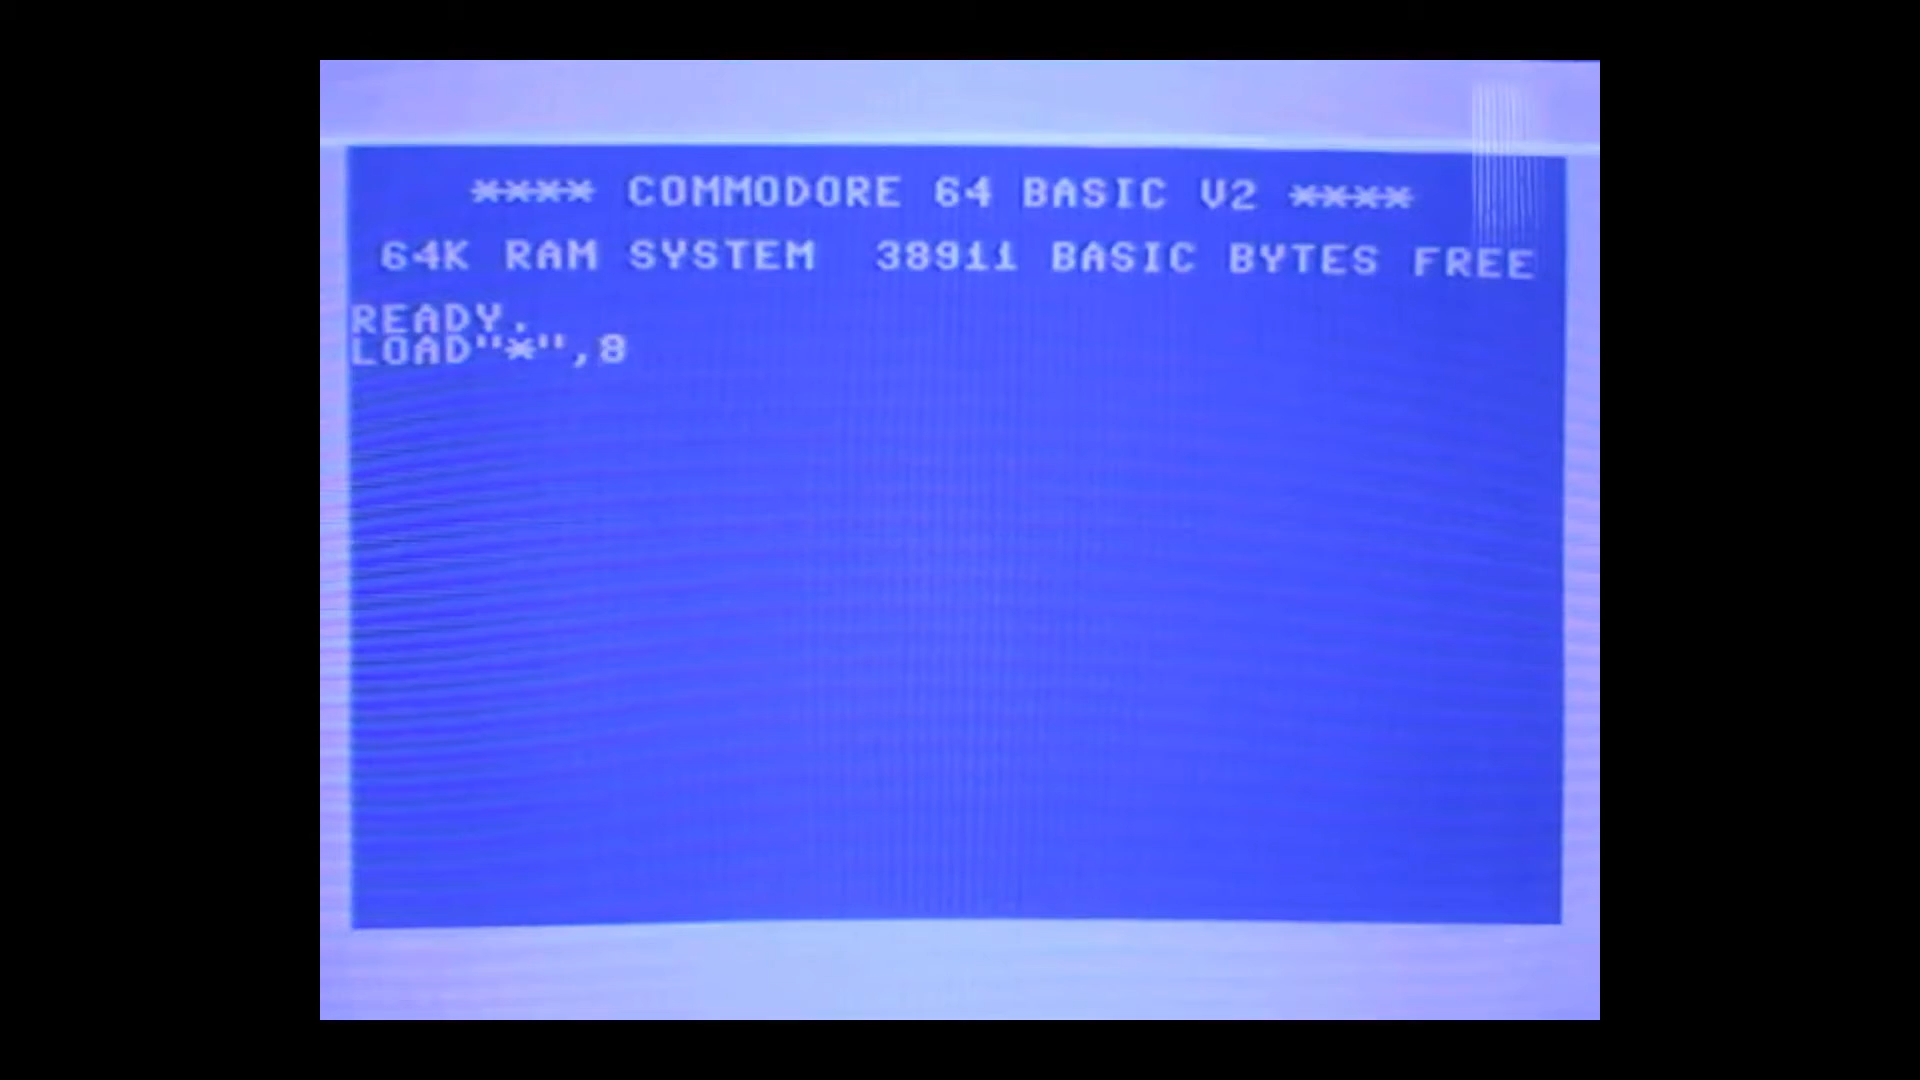 **** COMMODORE 64 BASIC V2 ****
64K RAM SYSTEM  38911 BASIC BYTES FREE
READY.
LOAD"*",8